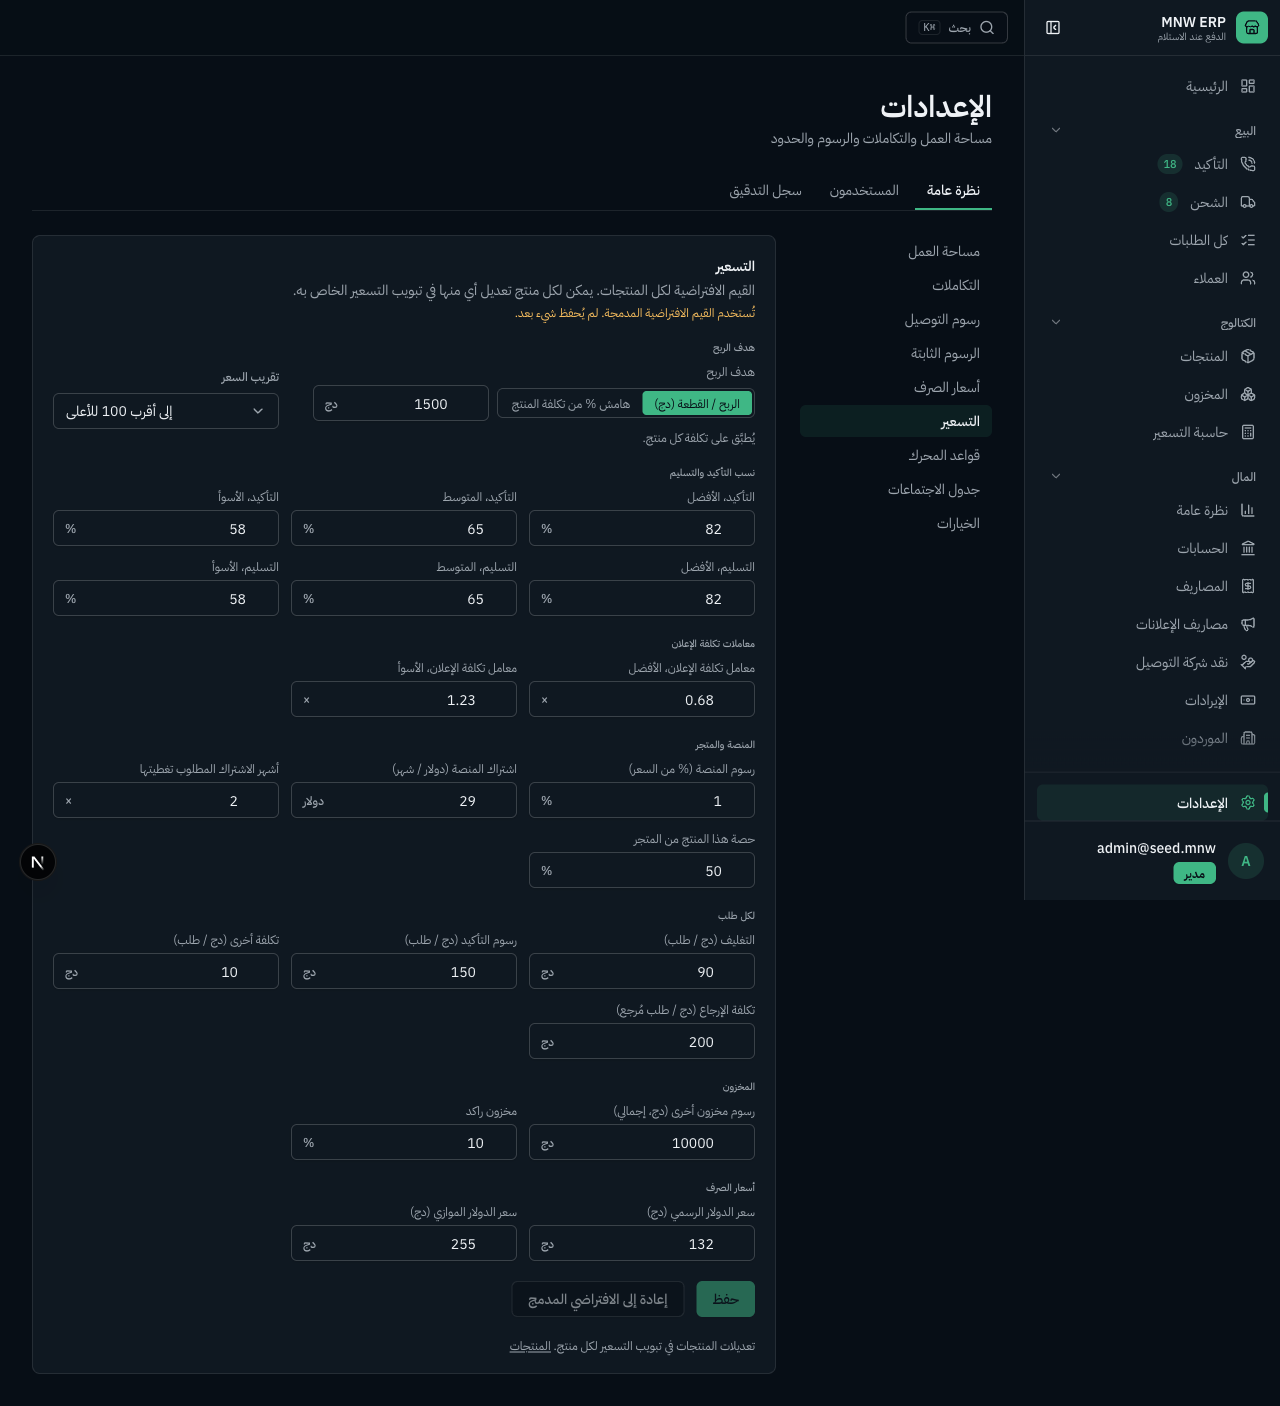 MNW ERP
الدفع عند الاستلام
بحث ⌘K
الرئيسية
البيع
التأكيد 18
الشحن 8
كل الطلبات
العملاء
الكتالوج
المنتجات
المخزون
حاسبة التسعير
المال
نظرة عامة
الحسابات
المصاريف
مصاريف الإعلانات
نقد شركة التوصيل
الإيرادات
الموردون
الإعدادات
A
admin@seed.mnw
مدير
الإعدادات
مساحة العمل والتكاملات والرسوم والحدود
نظرة عامة المستخدمون سجل التدقيق
مساحة العمل
التكاملات
رسوم التوصيل
الرسوم الثابتة
أسعار الصرف
التسعير
قواعد المحرك
جدول الاجتماعات
الخيارات
التسعير
القيم الافتراضية لكل المنتجات. يمكن لكل منتج تعديل أي منها في تبويب التسعير الخاص به.
تُستخدم القيم الافتراضية المدمجة. لم يُحفظ شيء بعد.
هدف الربح
هدف الربح تقريب السعر
الربح / القطعة (دج) هامش % من تكلفة المنتج 1500 دج إلى أقرب 100 للأعلى
يُطبَّق على تكلفة كل منتج.
نسب التأكيد والتسليم
التأكيد، الأفضل التأكيد، المتوسط التأكيد، الأسوأ
82 % 65 % 58 %
التسليم، الأفضل التسليم، المتوسط التسليم، الأسوأ
82 % 65 % 58 %
معاملات تكلفة الإعلان
معامل تكلفة الإعلان، الأفضل معامل تكلفة الإعلان، الأسوأ
0.68 × 1.23 ×
المنصة والمتجر
رسوم المنصة (% من السعر) اشتراك المنصة (دولار / شهر) أشهر الاشتراك المطلوب تغطيتها
1 % 29 دولار 2 ×
حصة هذا المنتج من المتجر
50 %
لكل طلب
التغليف (دج / طلب) رسوم التأكيد (دج / طلب) تكلفة أخرى (دج / طلب)
90 دج 150 دج 10 دج
تكلفة الإرجاع (دج / طلب مُرجع)
200 دج
المخزون
رسوم مخزون أخرى (دج، إجمالي) مخزون راكد
10000 دج 10 %
أسعار الصرف
سعر الدولار الرسمي (دج) سعر الدولار الموازي (دج)
132 دج 255 دج
حفظ إعادة إلى الافتراضي المدمج
تعديلات المنتجات في تبويب التسعير لكل منتج. المنتجات
N